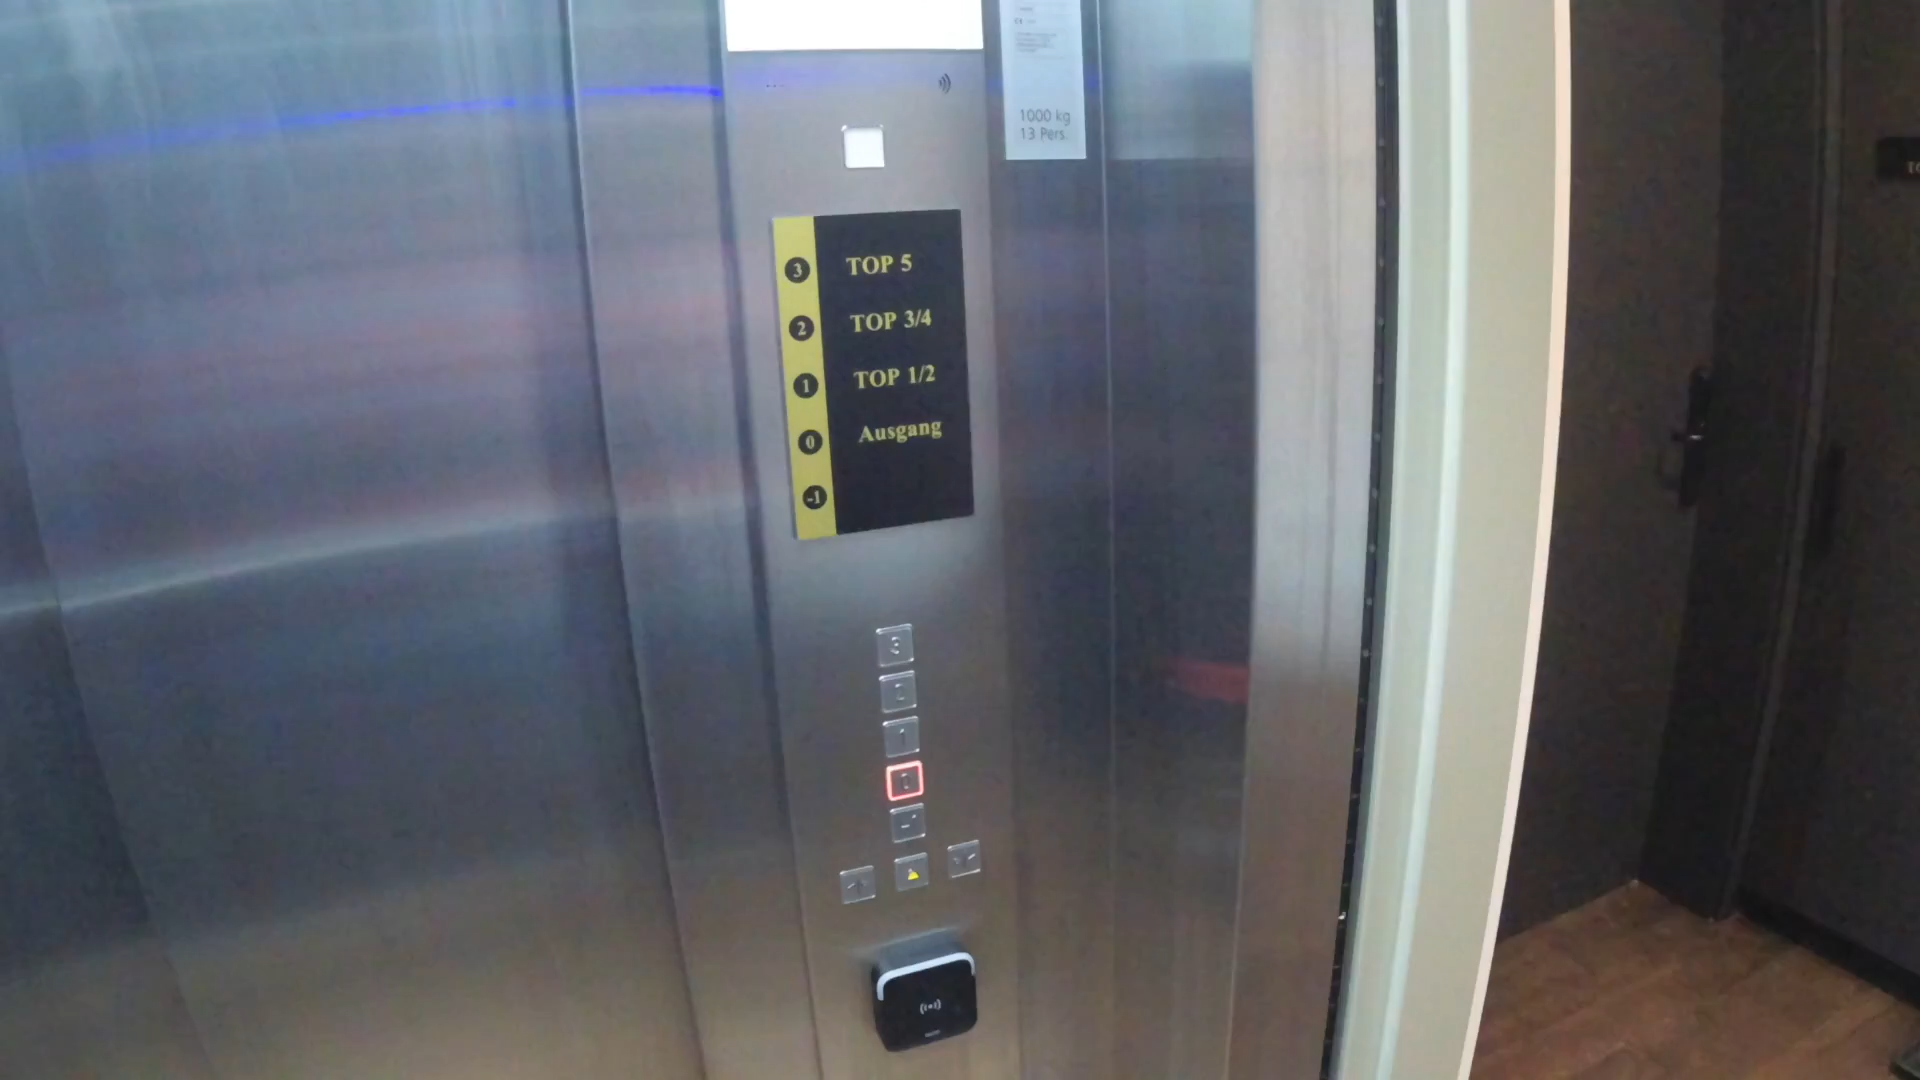 1000 kg
13 Pers.
3 TOP 5
2 TOP 3/4
1 TOP 1/2
0 Ausgang
-1
3
1
0